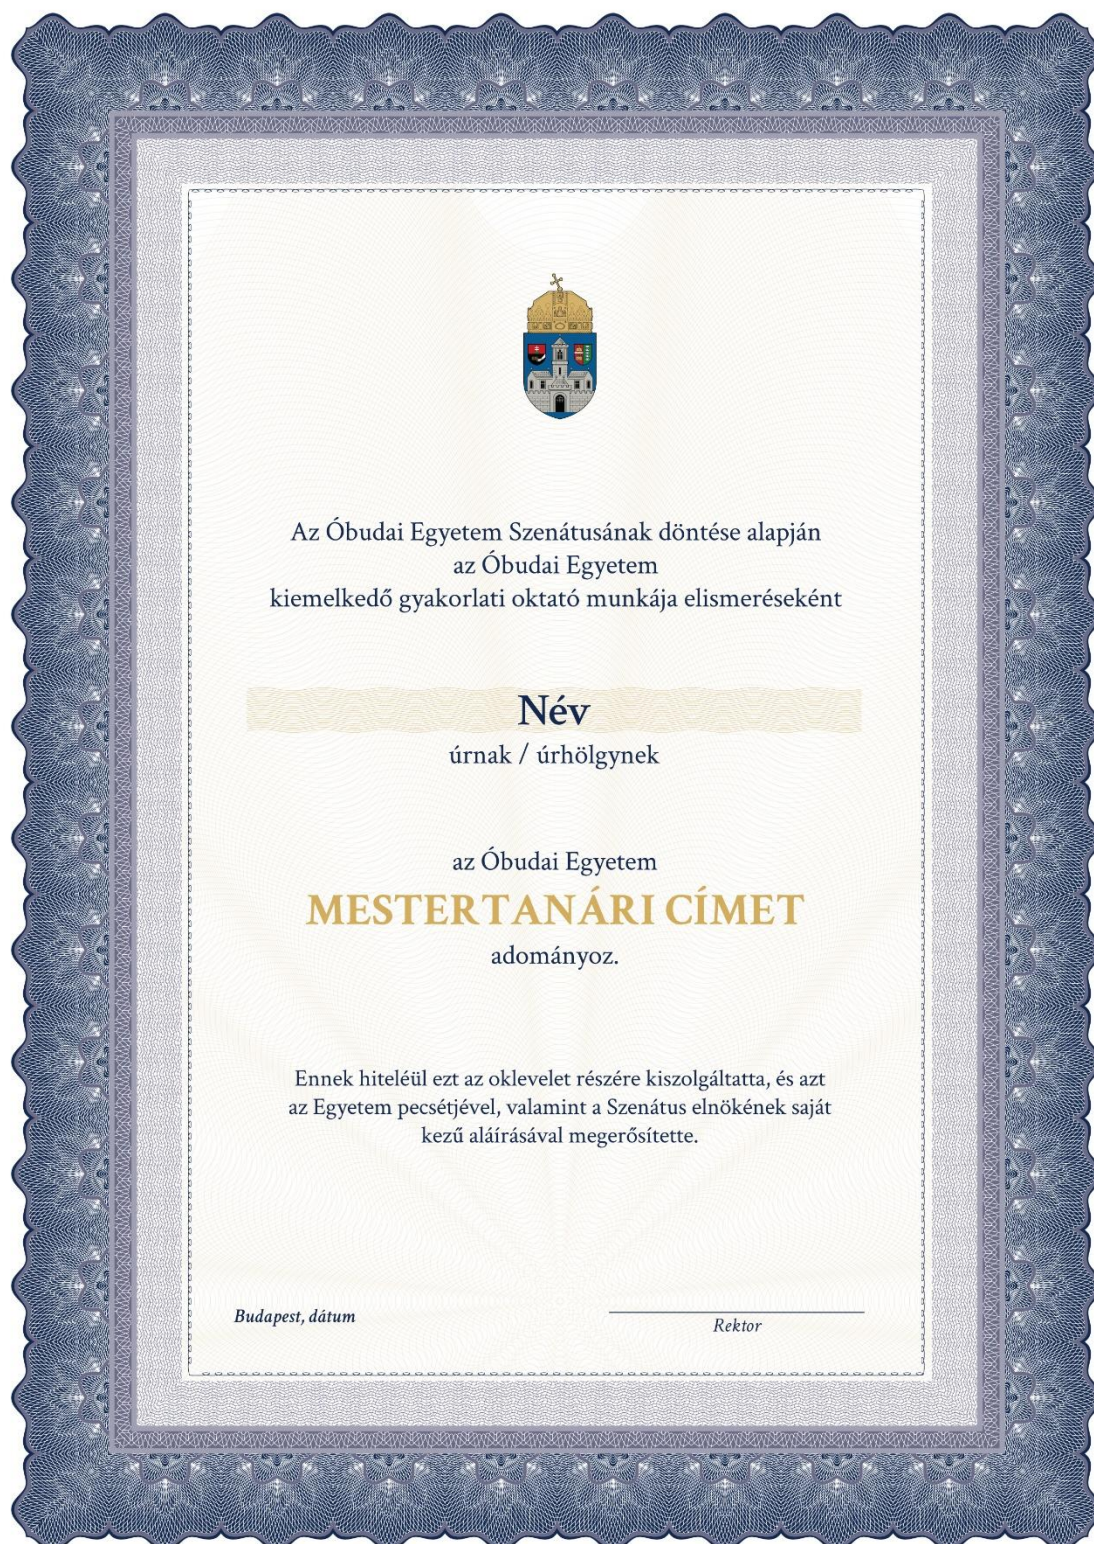 Az Óbudai Egyetem Szenátusának döntése alapján
az Óbudai Egyetem
kiemelkedő gyakorlati oktató munkája elismeréseként
Név
úrnak / úrhölgynek
az Óbudai Egyetem
MESTERTANÁRI CÍMET
adományoz.
Ennek hiteléül ezt az oklevelet részére kiszolgáltatta, és azt
az Egyetem pecsétjével, valamint a Szenátus elnökének saját
kezű aláírásával megerősítette.
Budapest, dátum
Rektor